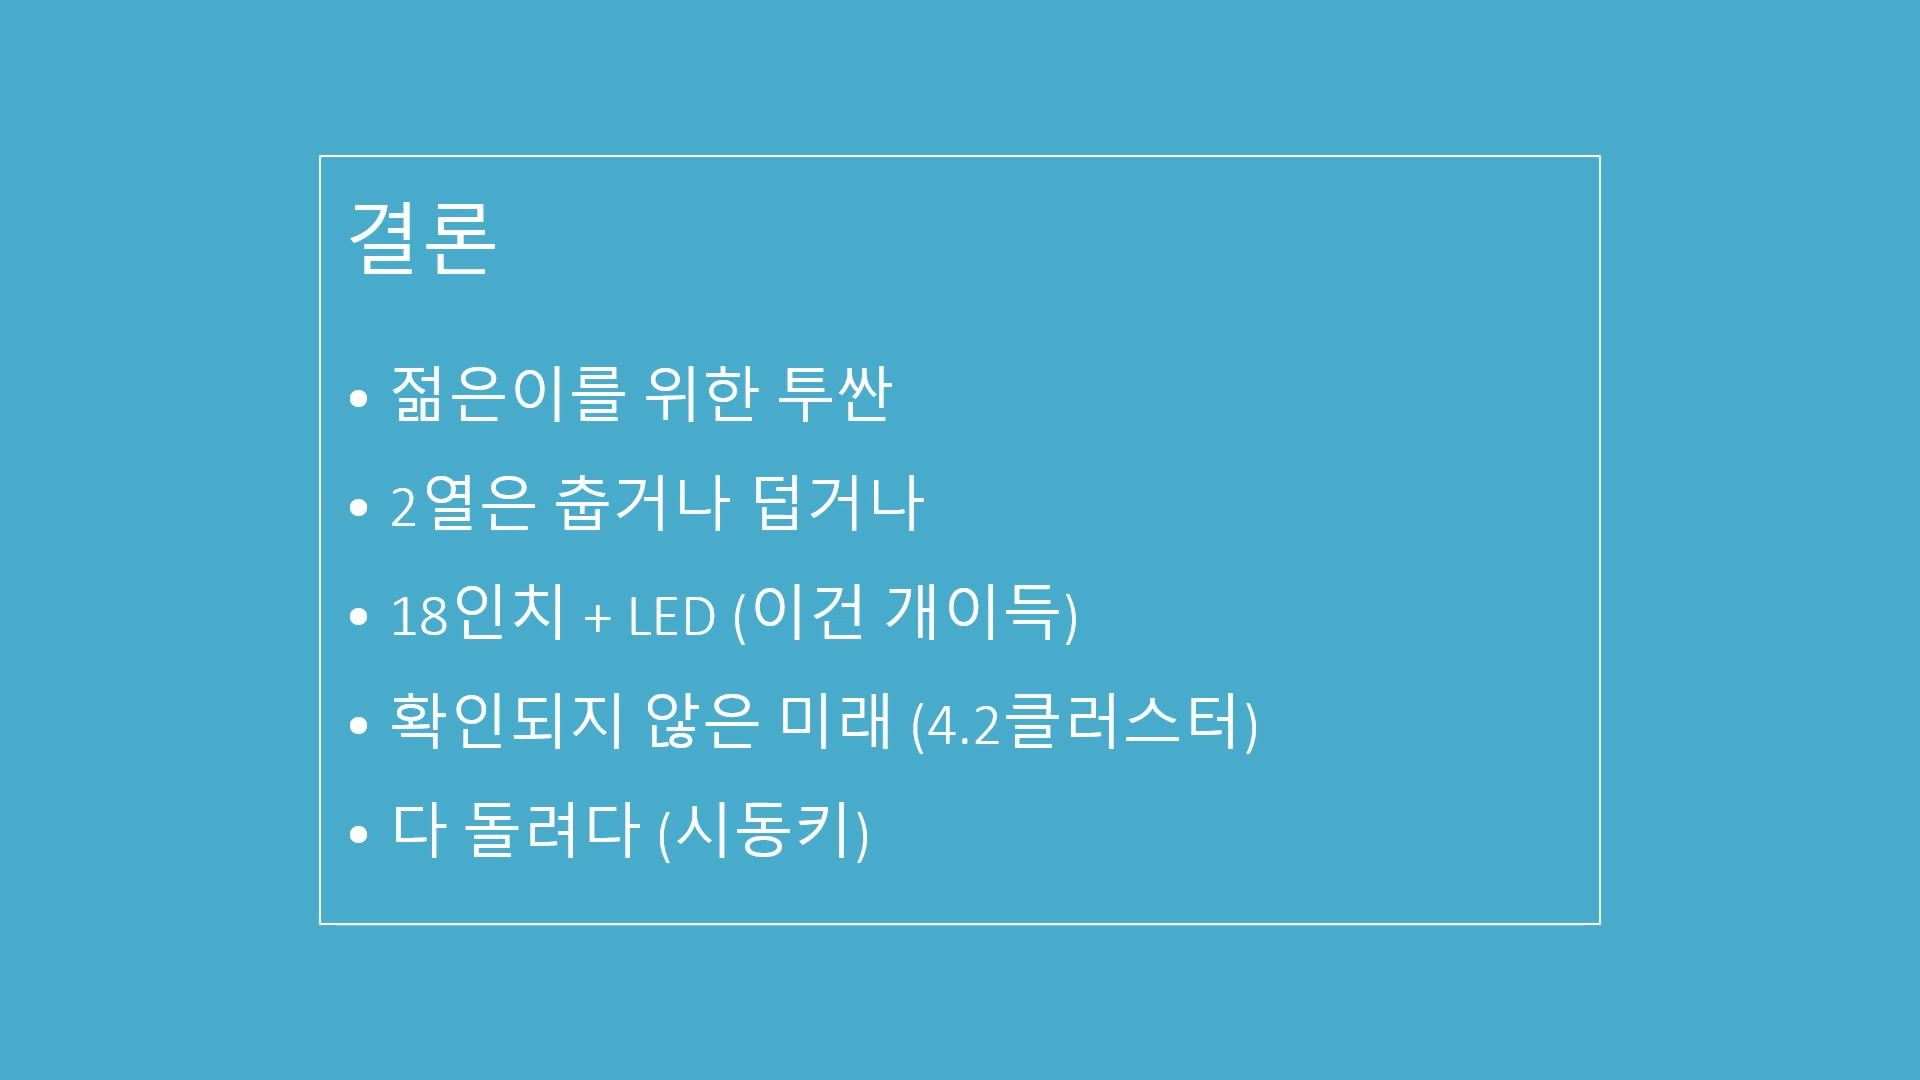 결론
• 젊은이를 위한 투싼
• 2열은 춥거나 덥거나
• 18인치 + LED (이건 개이득)
• 확인되지 않은 미래 (4.2클러스터)
• 다 돌려다 (시동키)